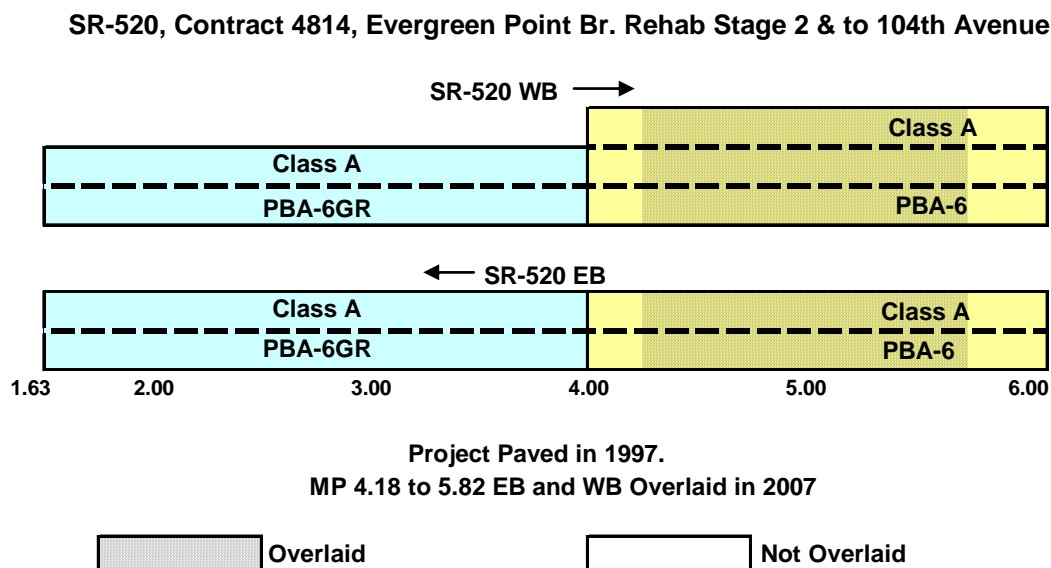 SR-520, Contract 4814, Evergreen Point Br. Rehab Stage 2 & to 104th Avenue
SR-520 WB
Class A
Class A
PBA-6GR
PBA-6
SR-520 EB
Class A
Class A
PBA-6GR
PBA-6
1.63 2.00 3.00 4.00 5.00 6.00
Project Paved in 1997.
MP 4.18 to 5.82 EB and WB Overlaid in 2007
Overlaid
Not Overlaid